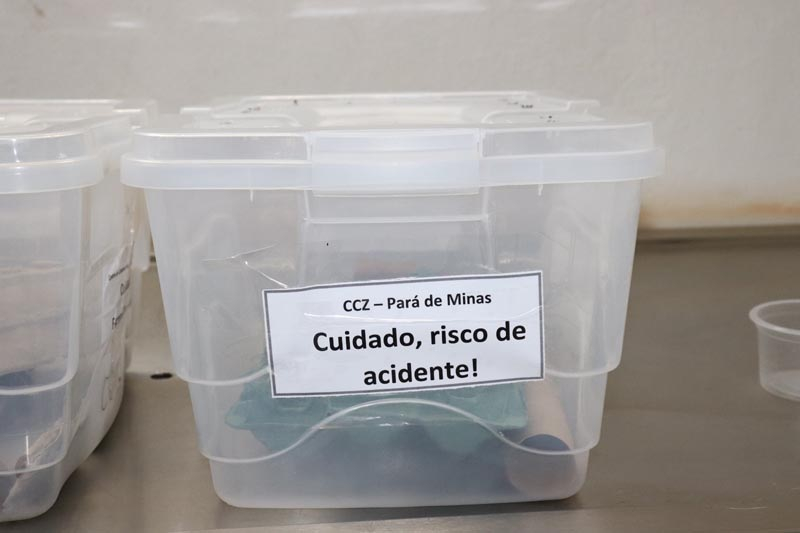 CCZ – Pará de Minas
Cuidado, risco de
acidente!